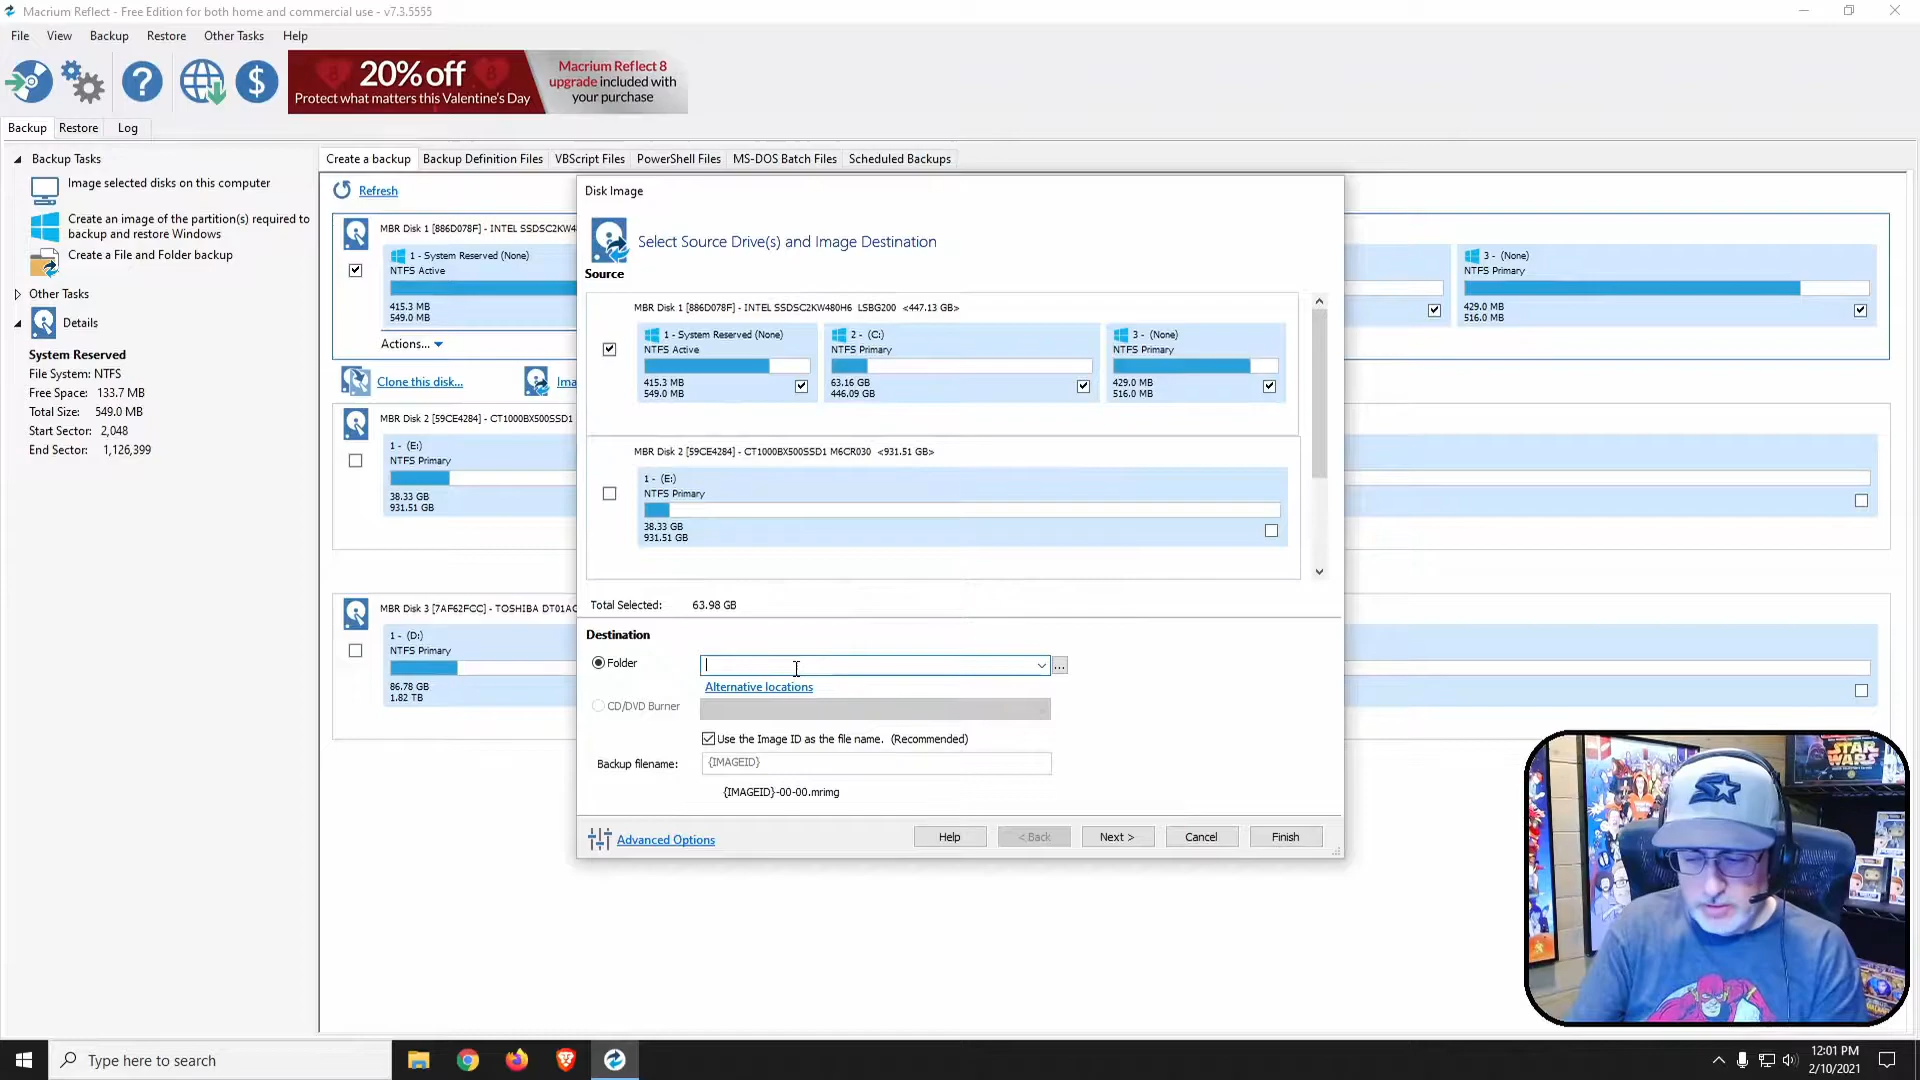 Macrium Reflect - Free Edition for both home and commercial use - v7.3.5555
File View Backup Restore Other Tasks Help
20% off
Protect what matters this Valentine's Day
Macrium Reflect 8
upgrade included with
your purchase
Backup Restore Log
Backup Tasks
Image selected disks on this computer
Create an image of the partition(s) required to
backup and restore Windows
Create a File and Folder backup
Other Tasks
Details
System Reserved
File System: NTFS
Free Space: 133.7 MB
Total Size: 549.0 MB
Start Sector: 2,048
End Sector: 1,126,399
Create a backup Backup Definition Files VBScript Files PowerShell Files MS-DOS Batch Files Scheduled Backups
Refresh
MBR Disk 1 [886D078F] - INTEL SSDSC2KW4
1 - System Reserved (None)
NTFS Active
415.3 MB
549.0 MB
3 - (None)
NTFS Primary
429.0 MB
516.0 MB
Actions...
Clone this disk...
Ima
MBR Disk 2 [59CE4284] - CT1000BX500SSD1
1 - (E:)
NTFS Primary
38.33 GB
931.51 GB
MBR Disk 3 [7AF62FCC] - TOSHIBA DT01AC
1 - (D:)
NTFS Primary
86.78 GB
1.82 TB
Disk Image
Select Source Drive(s) and Image Destination
Source
MBR Disk 1 [886D078F] - INTEL SSDSC2KW480H6 LSBG200 <447.13 GB>
1 - System Reserved (None)
NTFS Active
415.3 MB
549.0 MB
2 - (C:)
NTFS Primary
63.16 GB
446.09 GB
3 - (None)
NTFS Primary
429.0 MB
516.0 MB
MBR Disk 2 [59CE4284] - CT1000BX500SSD1 M6CR030 <931.51 GB>
1 - (E:)
NTFS Primary
38.33 GB
931.51 GB
Total Selected: 63.98 GB
Destination
Folder
...
Alternative locations
CD/DVD Burner
Use the Image ID as the file name. (Recommended)
Backup filename: {IMAGEID}
{IMAGEID}-00-00.mrimg
Advanced Options
Help < Back Next > Cancel Finish
STAR
WARS
Type here to search
12:01 PM
2/10/2021